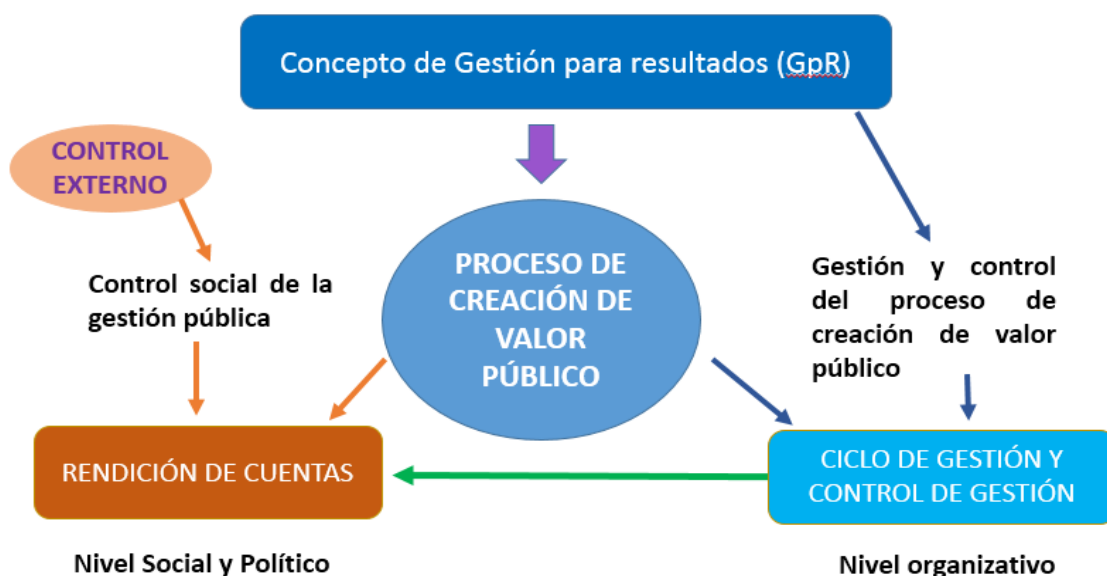 Concepto de Gestión para resultados (GpR)
CONTROL
EXTERNO
Control social de la
gestión pública
PROCESO DE
CREACIÓN DE
VALOR
PÚBLICO
Gestión y control
del proceso de
creación de valor
público
RENDICIÓN DE CUENTAS
CICLO DE GESTIÓN Y
CONTROL DE GESTIÓN
Nivel Social y Político
Nivel organizativo